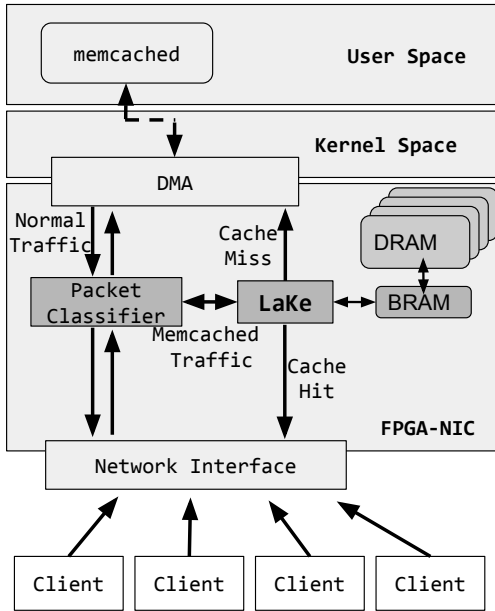 memcached
User Space
Kernel Space
DMA
Normal
Traffic
Cache
Miss
DRAM
Packet
Classifier
LaKe
BRAM
Memcached
Traffic
Cache
Hit
FPGA-NIC
Network Interface
Client
Client
Client
Client